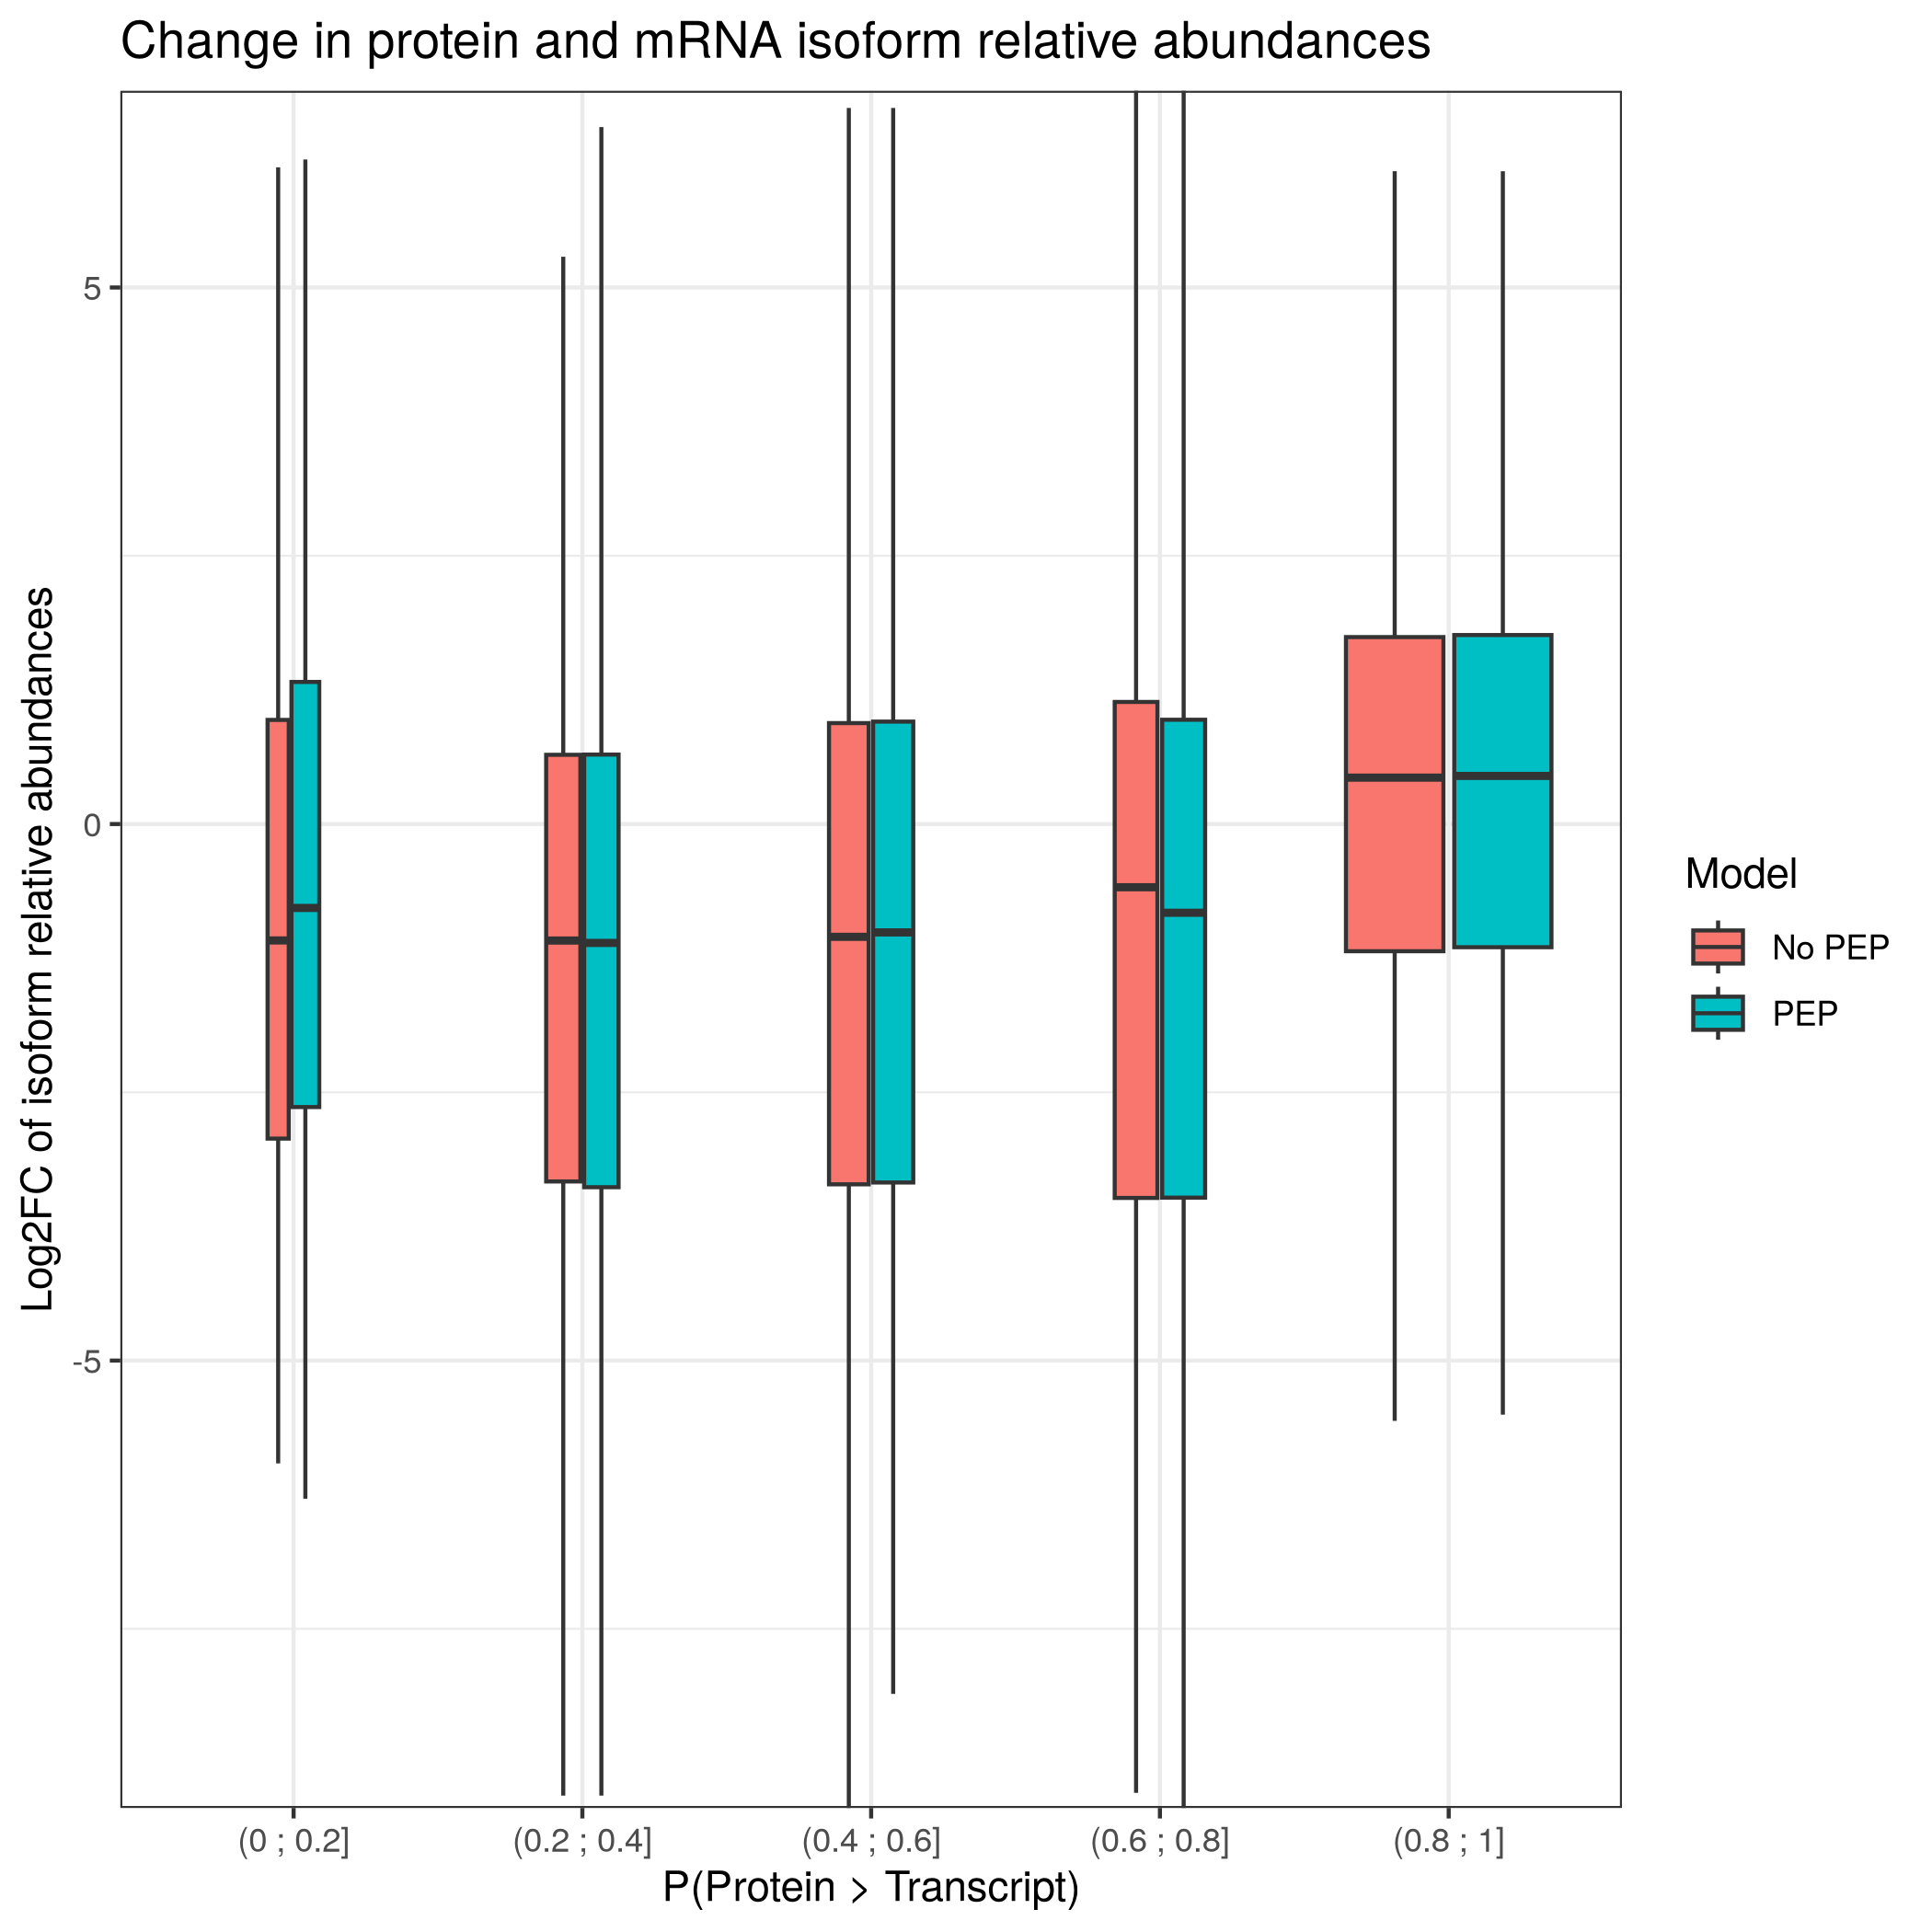 Change in protein and mRNA isoform relative abundances
Log2FC of isoform relative abundances
5
0
-5
(0 ; 0.2]
(0.2 ; 0.4]
(0.4 ; 0.6]
(0.6 ; 0.8]
(0.8 ; 1]
P(Protein > Transcript)
Model
No PEP
PEP